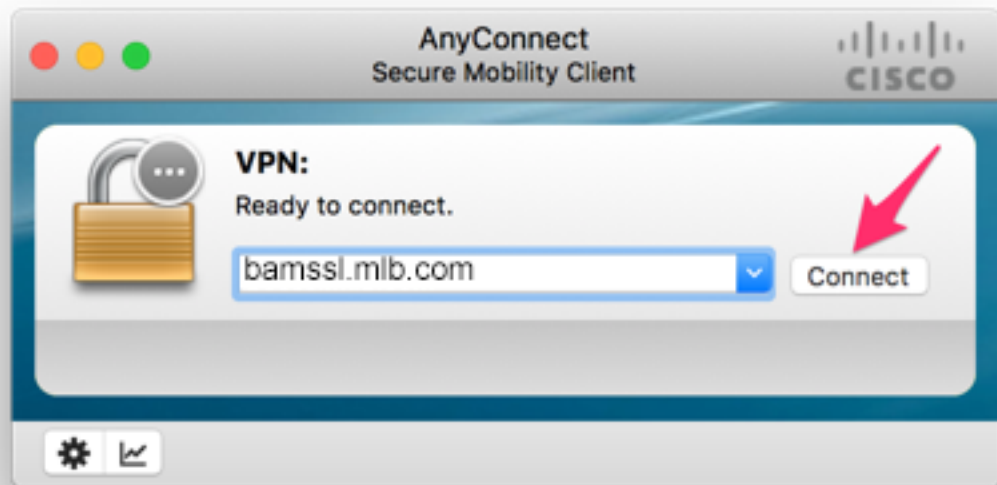 AnyConnect
Secure Mobility Client
CISCO
VPN:
Ready to connect.
bamssl.mlb.com
Connect